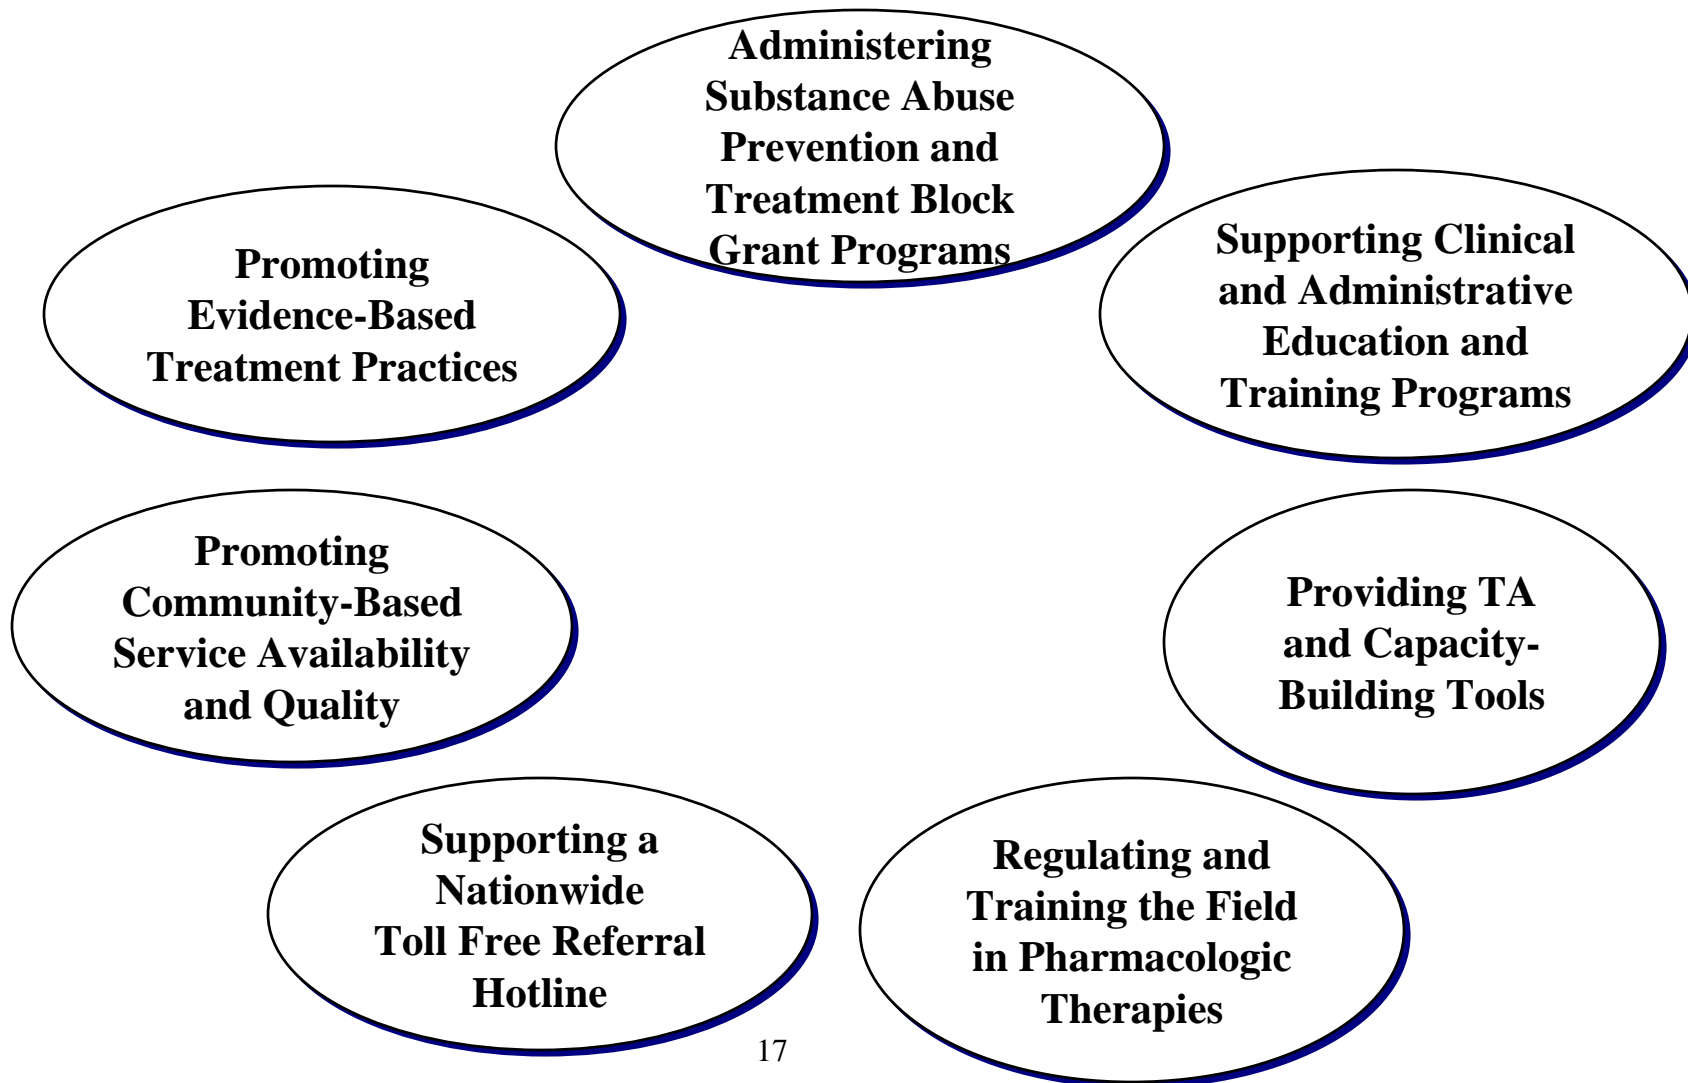 Administering
Substance Abuse
Prevention and
Treatment Block
Grant Programs
Promoting
Evidence-Based
Treatment Practices
Supporting Clinical
and Administrative
Education and
Training Programs
Promoting
Community-Based
Service Availability
and Quality
Providing TA
and Capacity-
Building Tools
Supporting a
Nationwide
Toll Free Referral
Hotline
Regulating and
Training the Field
in Pharmacologic
Therapies
17